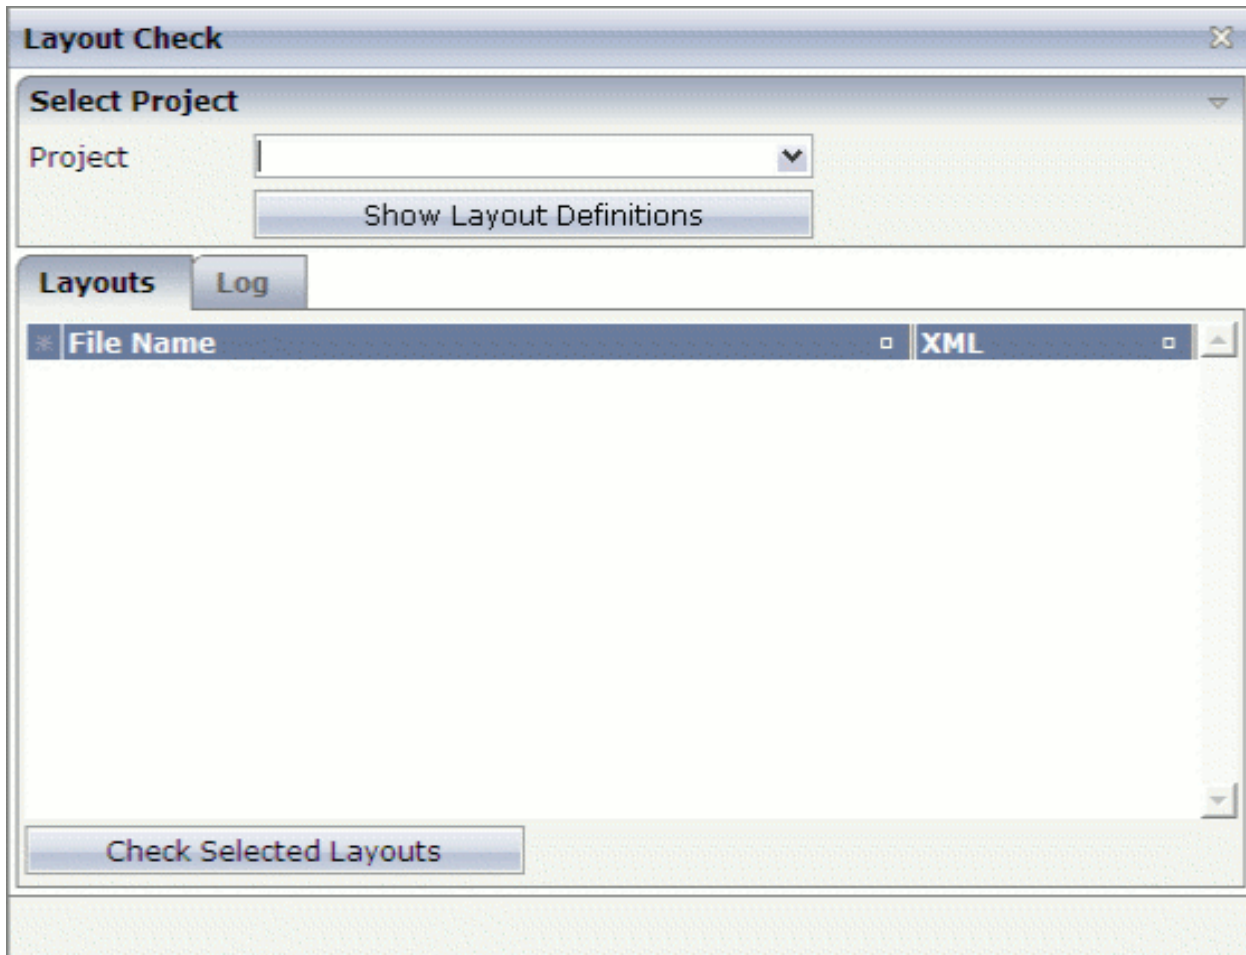 Layout Check
Select Project
Project
Show Layout Definitions
Layouts Log
File Name XML
Check Selected Layouts